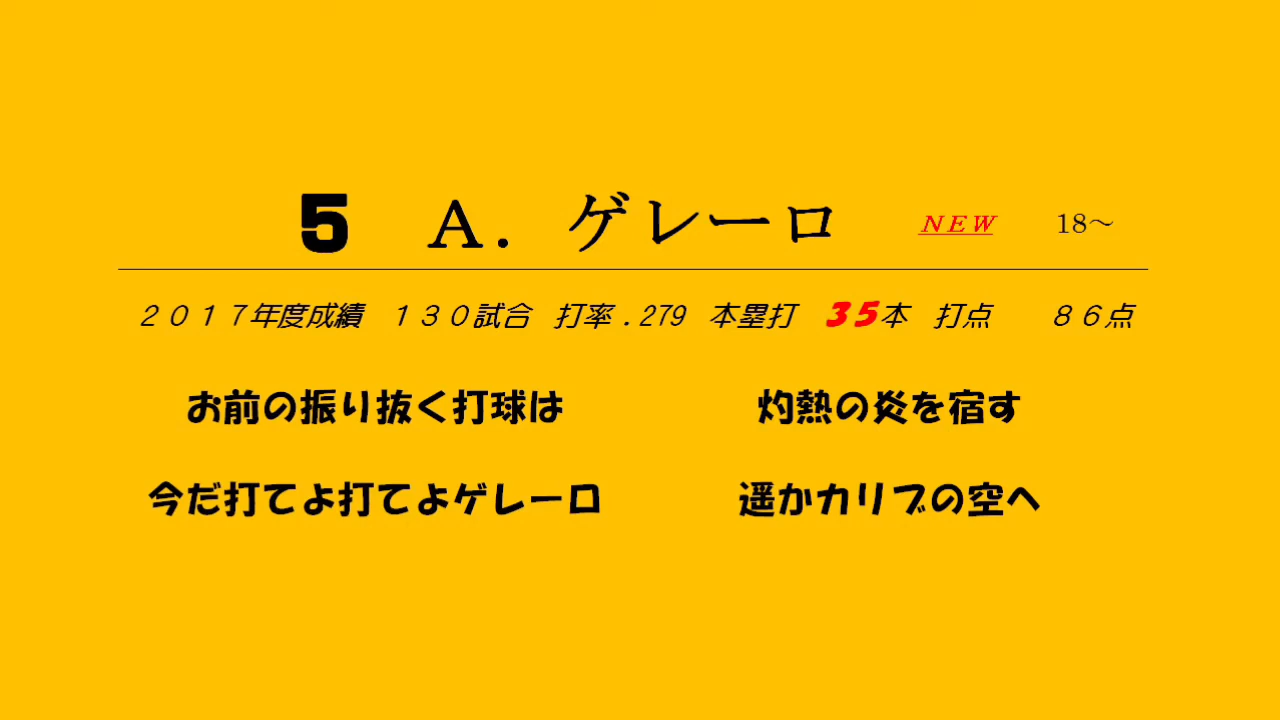 5 Ａ．ゲレーロ ＮＥＷ 18～
２０１７年度成績 １３０試合 打率．279 本塁打 ３５本 打点 ８６点
お前の振り抜く打球は 灼熱の炎を宿す
今だ打てよ打てよゲレーロ 遥かカリブの空へ